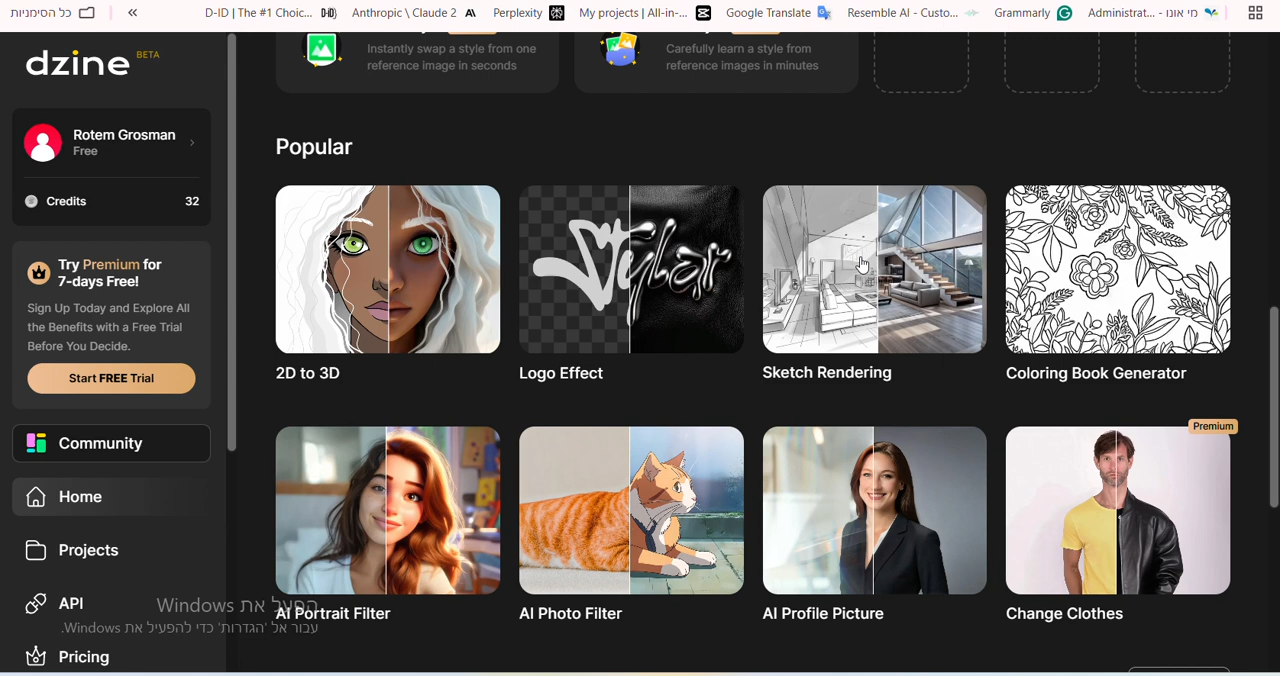 כל הסימניות
D-ID | The #1 Choic...
Anthropic \ Claude 2
Perplexity
My projects | All-in-...
Google Translate
Resemble AI - Custo...
Grammarly
Administrat... - מי אונו
dzine BETA
Instantly swap a style from one
reference image in seconds
Carefully learn a style from
reference images in minutes
Rotem Grosman
Free
Credits 32
Try Premium for
7-days Free!
Sign Up Today and Explore All
the Benefits with a Free Trial
Before You Decide.
Start FREE Trial
Community
Home
Projects
API
Pricing
Popular
Stylar
2D to 3D
Logo Effect
Sketch Rendering
Coloring Book Generator
Premium
AI Portrait Filter
AI Photo Filter
AI Profile Picture
Change Clothes
הפעל את Windows
עבור אל 'הגדרות' כדי להפעיל את Windows.